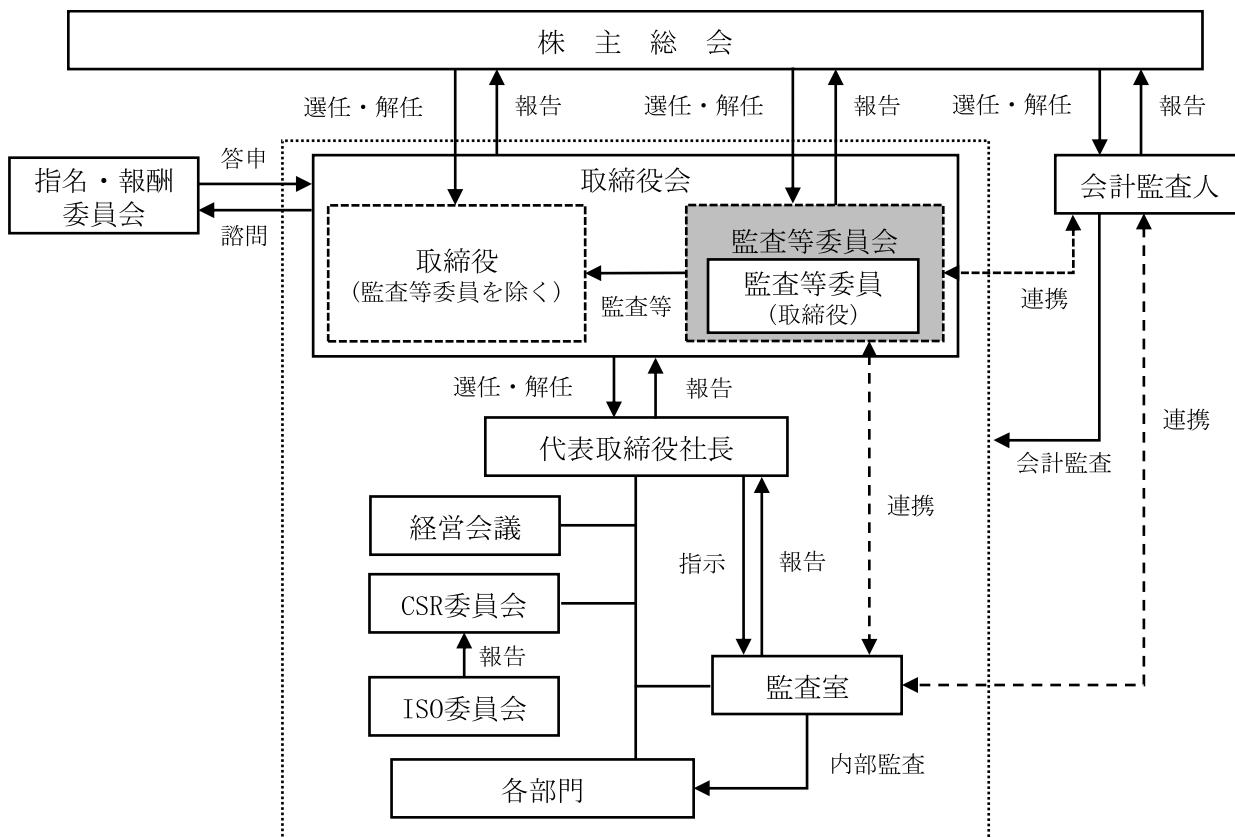 株主総会
選任・解任
報告
選任・解任
報告
選任・解任
報告
答申
指名・報酬
委員会
諮問
取締役会
会計監査人
取締役
(監査等委員を除く)
監査等
監査等委員会
監査等委員
(取締役)
連携
選任・解任
報告
連携
代表取締役社長
会計監査
経営会議
連携
指示
報告
CSR委員会
報告
ISO委員会
監査室
内部監査
各部門